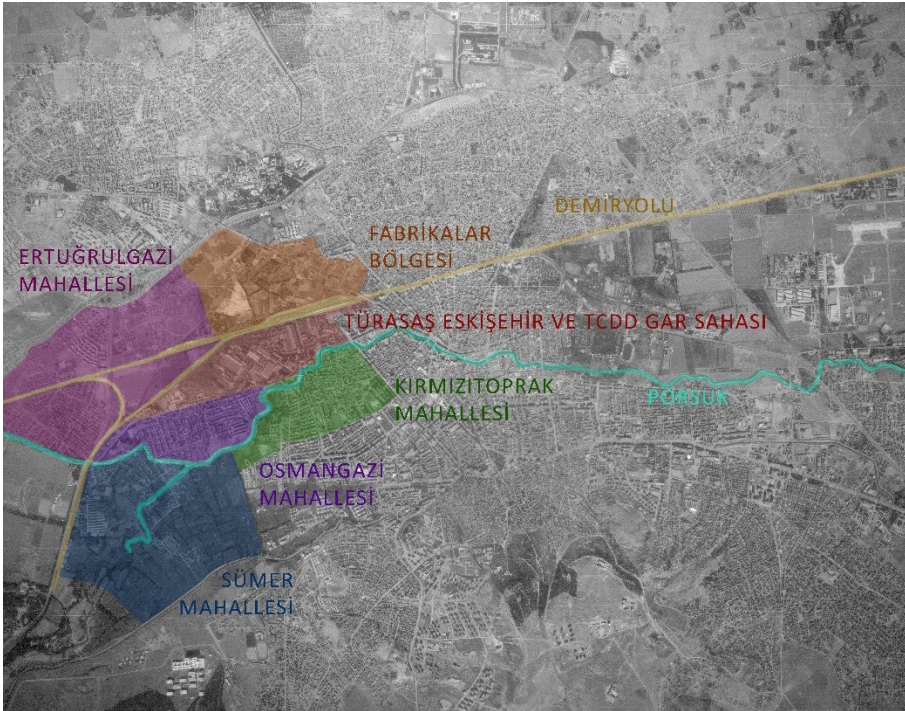 DEMİRYOLU
FABRİKALAR
BÖLGESİ
ERTUĞRULGAZİ
MAHALLESİ
TÜRASAŞ ESKİŞEHİR VE TCDD GAR SAHASI
KIRMIZITOPRAK
MAHALLESİ
PORSUK
OSMANGAZİ
MAHALLESİ
SÜMER
MAHALLESİ